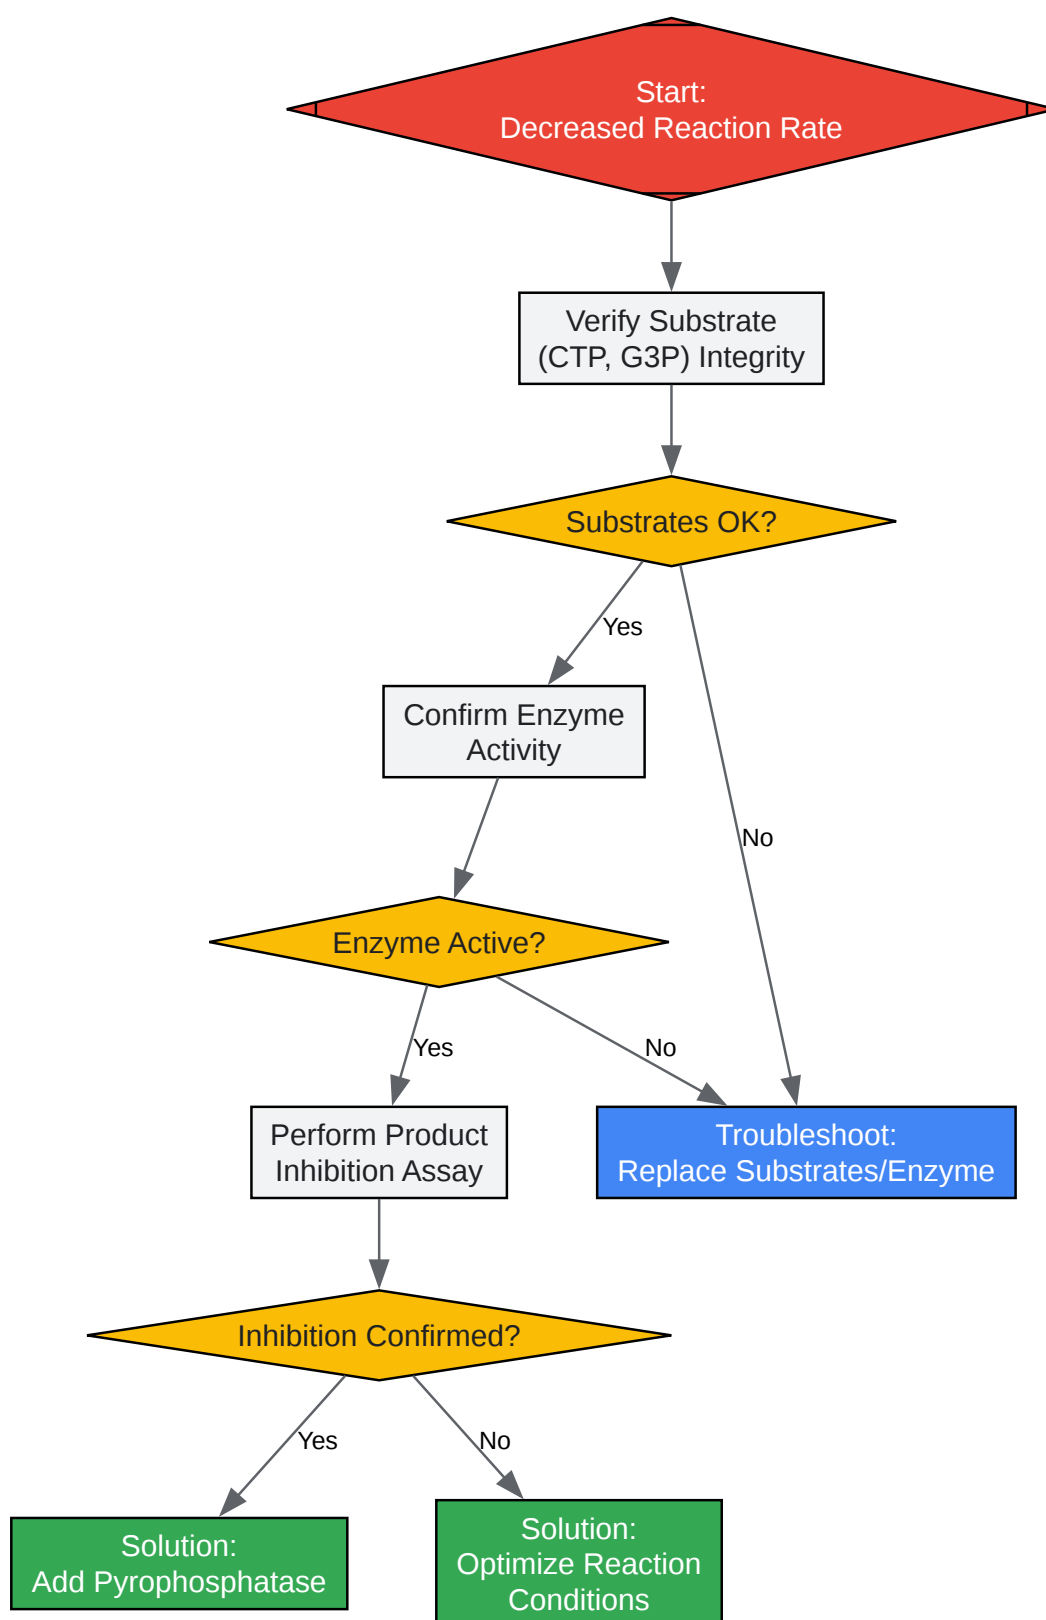 Start:
Decreased Reaction Rate
Verify Substrate
(CTP, G3P) Integrity
Substrates OK?
Yes
Confirm Enzyme
Activity
No
Enzyme Active?
Yes
No
Perform Product
Inhibition Assay
Troubleshoot:
Replace Substrates/Enzyme
Inhibition Confirmed?
Yes
No
Solution:
Add Pyrophosphatase
Solution:
Optimize Reaction
Conditions